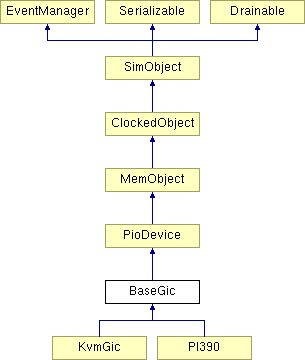 EventManager Serializable Drainable
SimObject
ClockedObject
MemObject
PioDevice
BaseGic
KvmGic Pl390